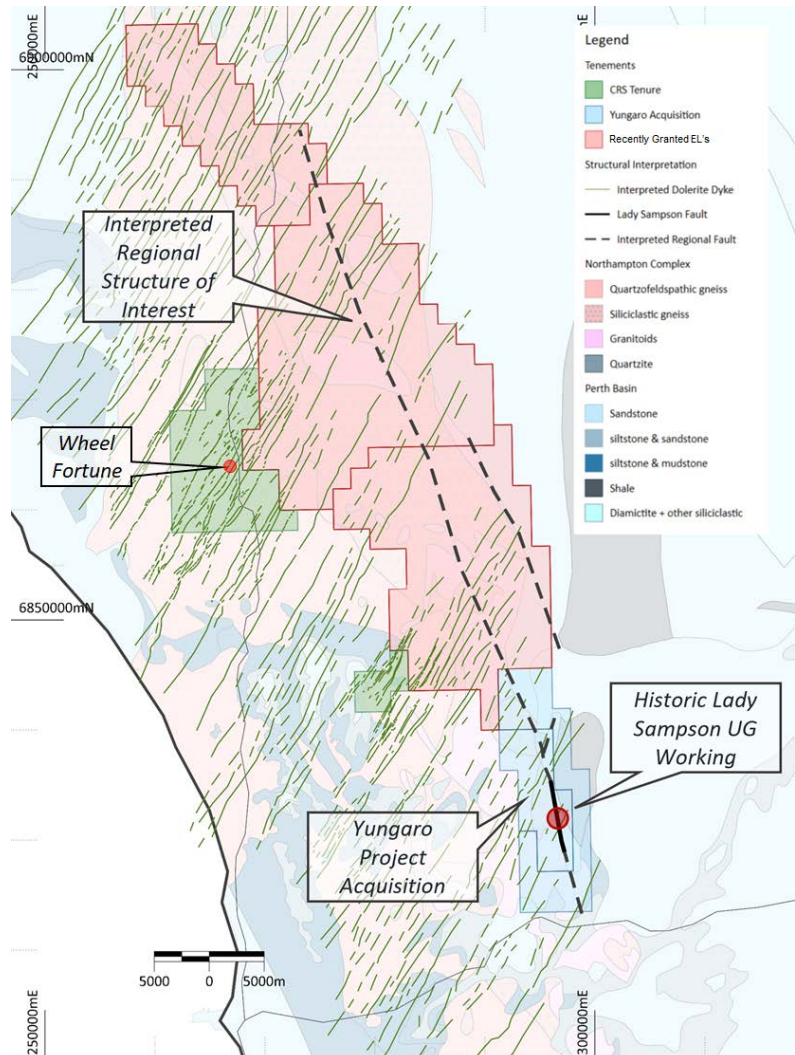 250000mE
6900000mN
300000mE
Legend
Tenements
CRS Tenure
Yungaro Acquisition
Recently Granted EL's
Structural Interpretation
Interpreted Dolerite Dyke
Lady Sampson Fault
Interpreted Regional Fault
Northampton Complex
Quartzofeldspathic gneiss
Siliciclastic gneiss
Granitoids
Quartzite
Perth Basin
Sandstone
siltstone & sandstone
siltstone & mudstone
Shale
Diamictite + other siliciclastic
Interpreted
Regional
Structure of
Interest
Wheel
Fortune
6850000mN
Historic Lady
Sampson UG
Working
Yungaro
Project
Acquisition
5000 0 5000m
250000mE
300000mE